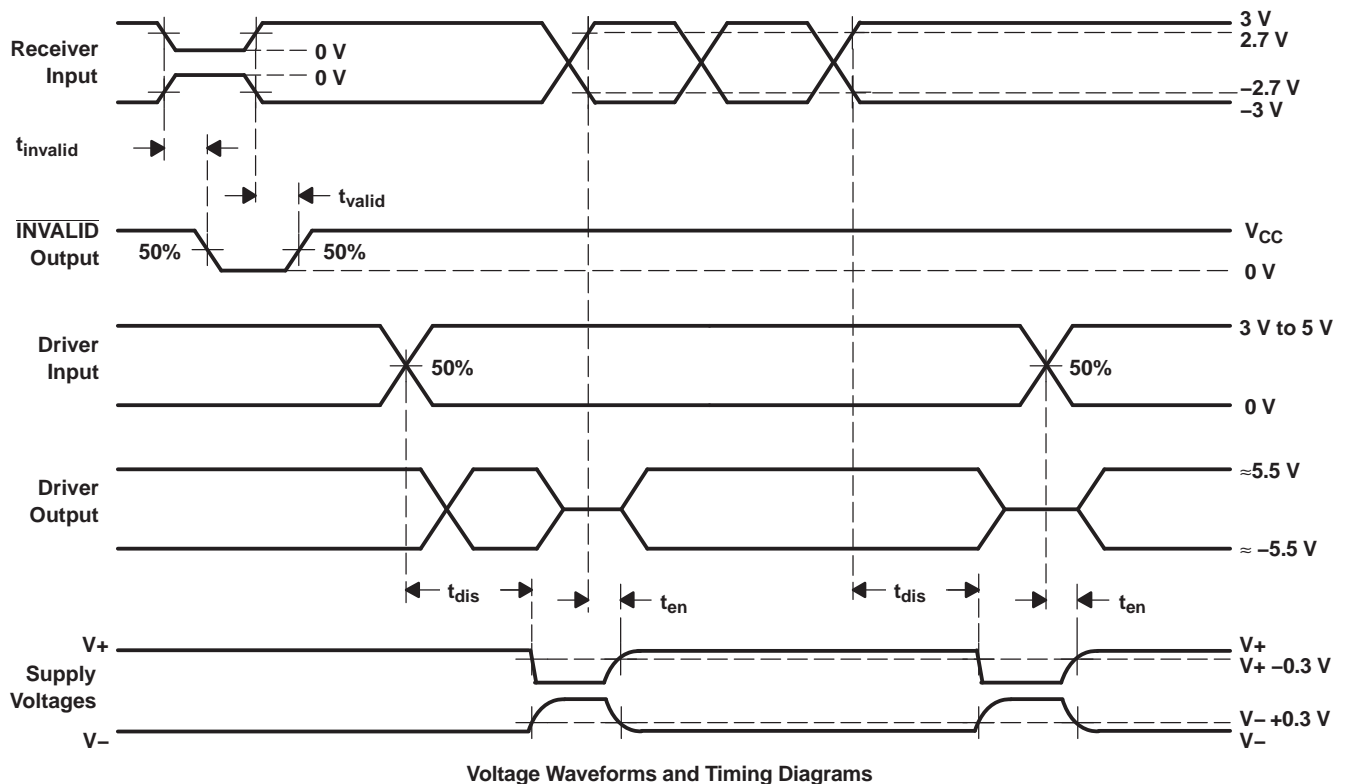 3 V
2.7 V
Receiver
Input
0 V
0 V
−2.7 V
−3 V
tinvalid
tvalid
INVALID
Output
50%
50%
VCC
0 V
Driver
Input
3 V to 5 V
50%
50%
0 V
Driver
Output
≈5.5 V
≈ −5.5 V
tdis
ten
tdis
ten
V+
Supply
Voltages
V−
V+
V+ −0.3 V
V− +0.3 V
V−
Voltage Waveforms and Timing Diagrams